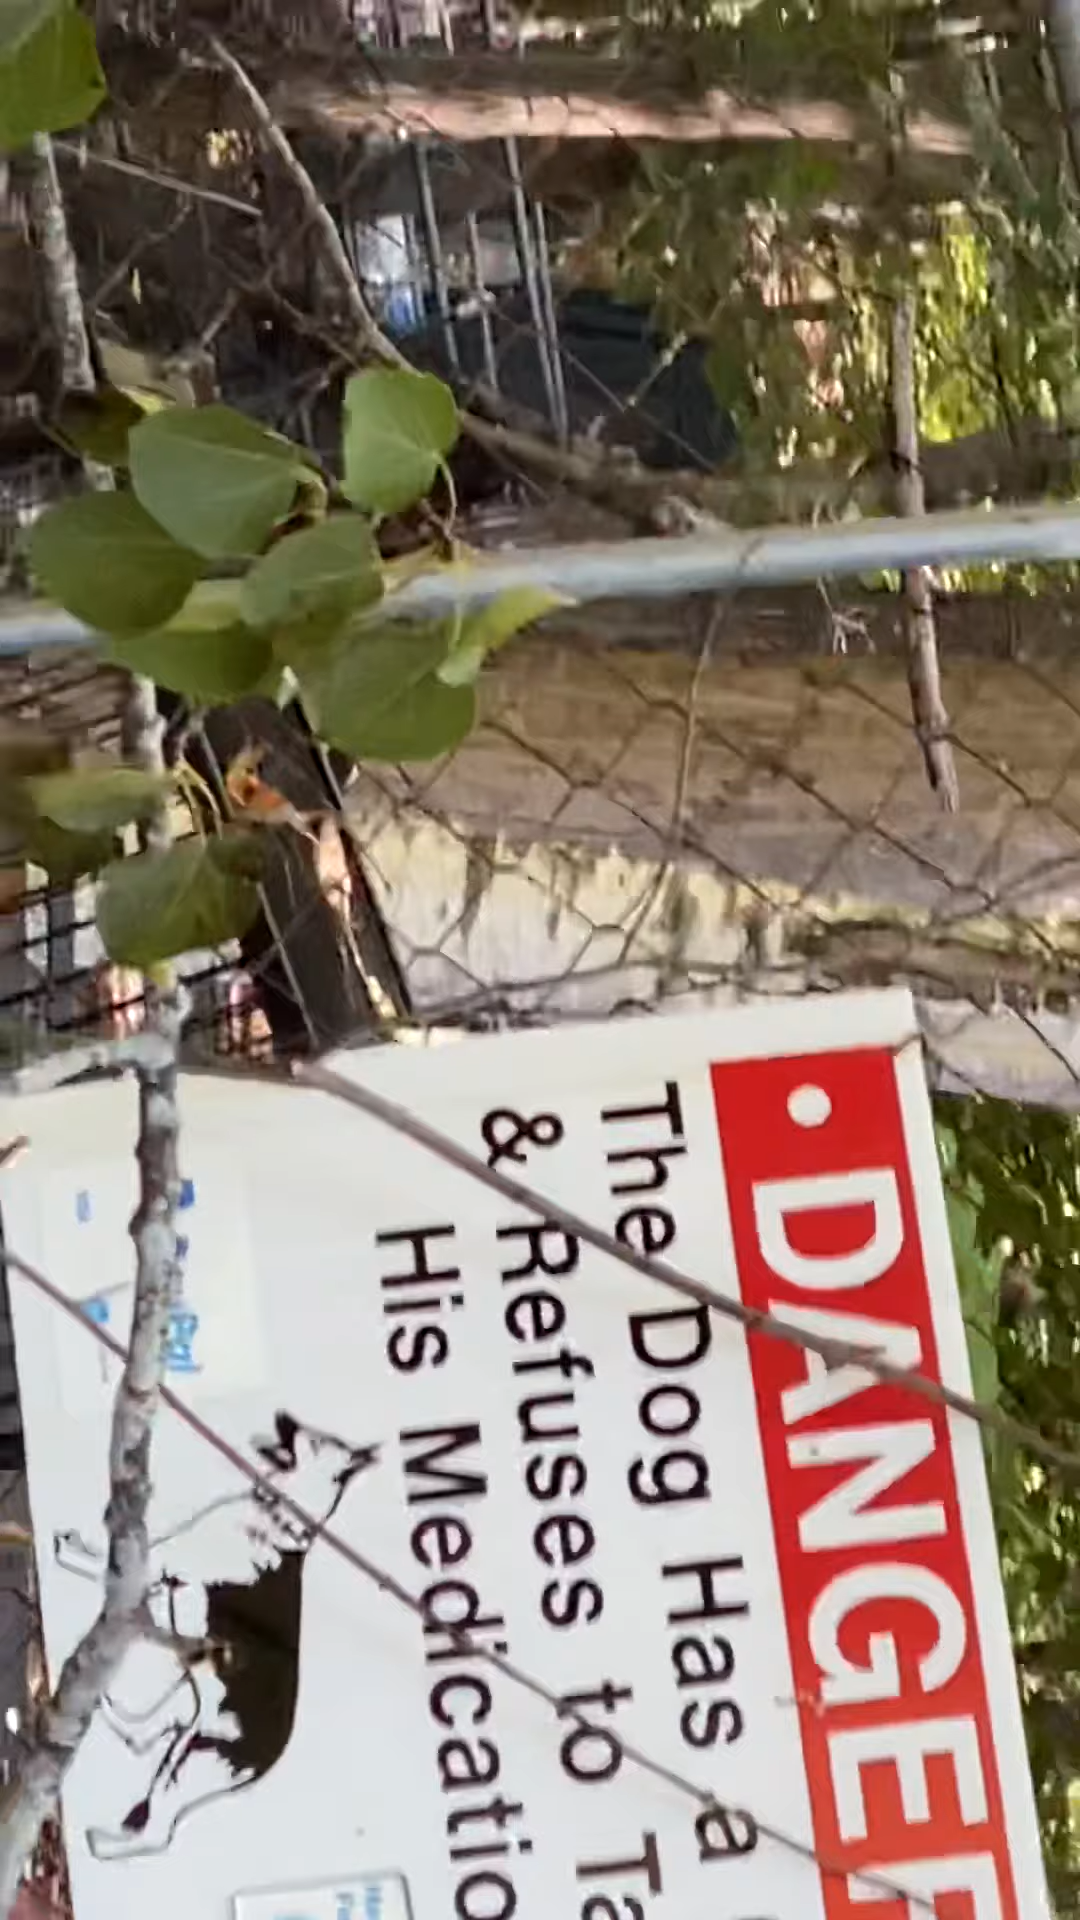 • DANGER
The Dog Has a
& Refuses to Ta
His Medicatio